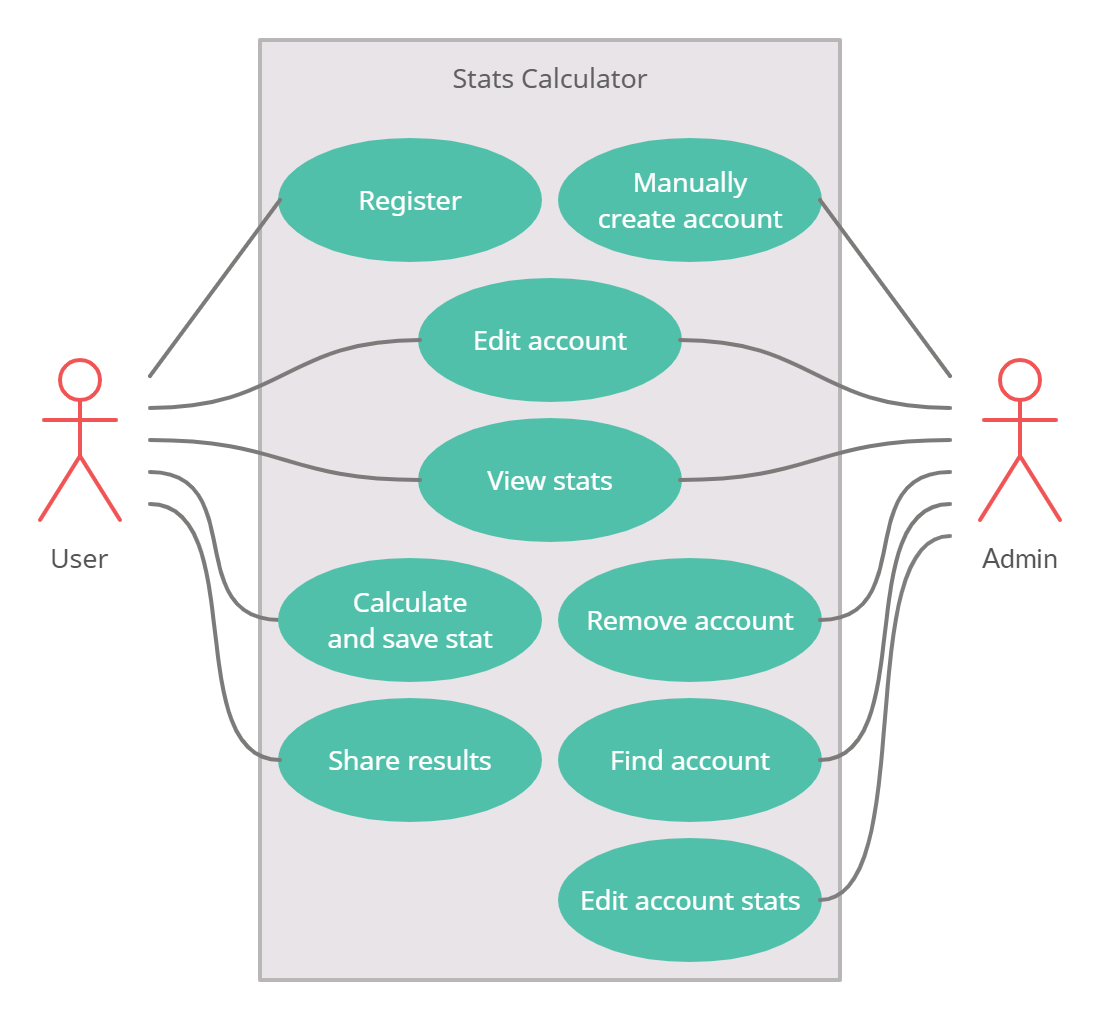 Stats Calculator
Register
Manually
create account
Edit account
View stats
User
Admin
Calculate
and save stat
Remove account
Share results
Find account
Edit account stats